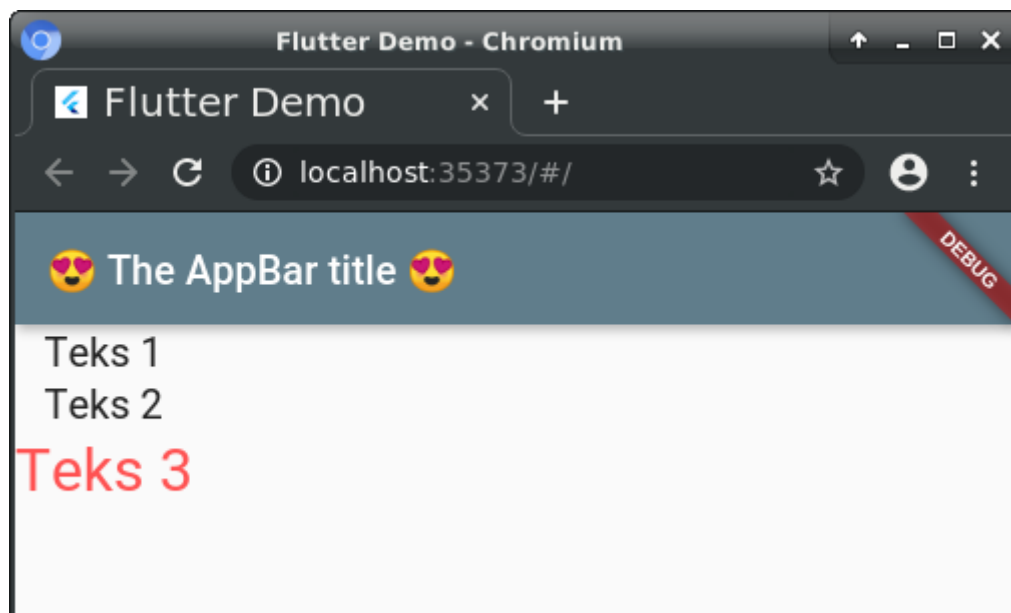 Flutter Demo - Chromium
Flutter Demo
localhost:35373/#/
😍 The AppBar title 😍
DEBUG
Teks 1
Teks 2
Teks 3